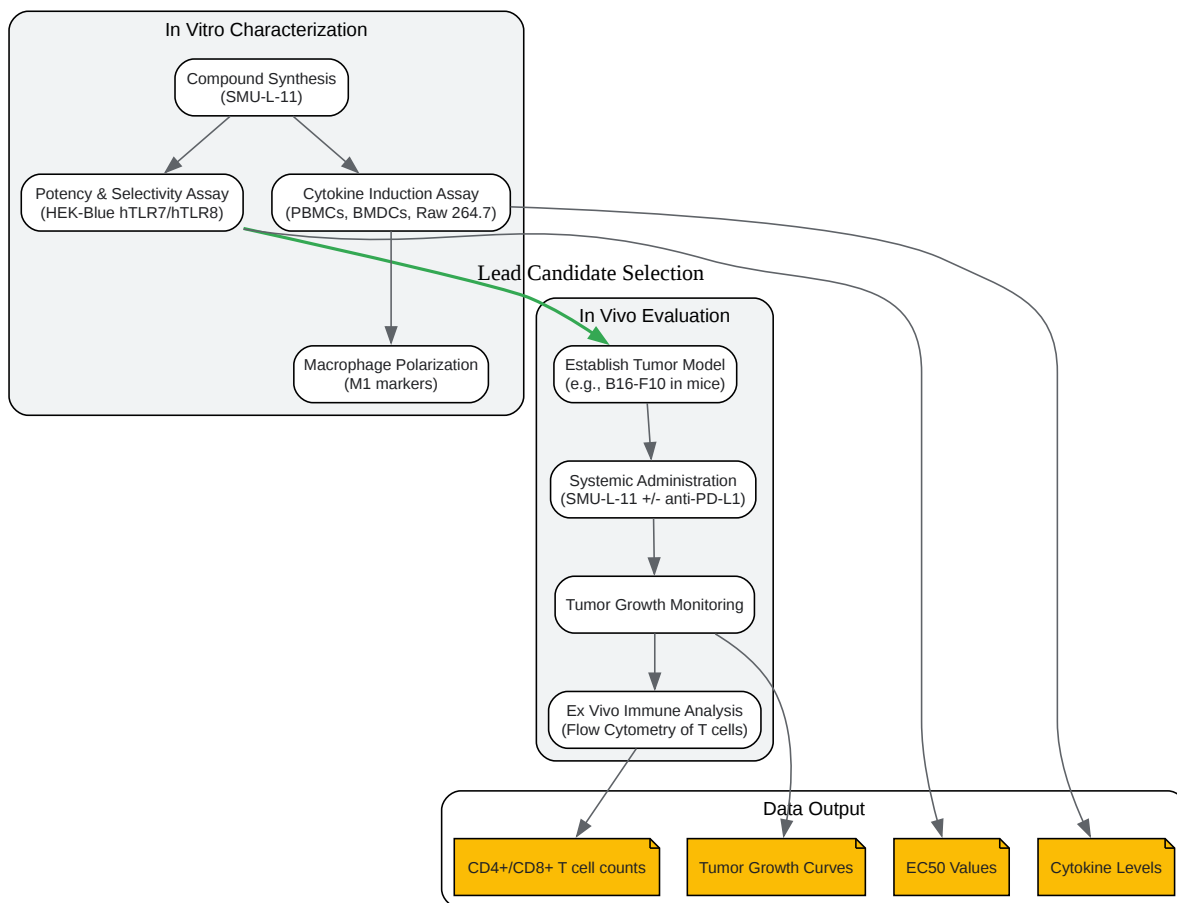 In Vitro Characterization
Compound Synthesis
(SMU-L-11)
Potency & Selectivity Assay
(HEK-Blue hTLR7/hTLR8)
Cytokine Induction Assay
(PBMCs, BMDCs, Raw 264.7)
Macrophage Polarization
(M1 markers)
Lead Candidate Selection
In Vivo Evaluation
Establish Tumor Model
(e.g., B16-F10 in mice)
Systemic Administration
(SMU-L-11 +/- anti-PD-L1)
Tumor Growth Monitoring
Ex Vivo Immune Analysis
(Flow Cytometry of T cells)
Data Output
CD4+/CD8+ T cell counts
Tumor Growth Curves
EC50 Values
Cytokine Levels